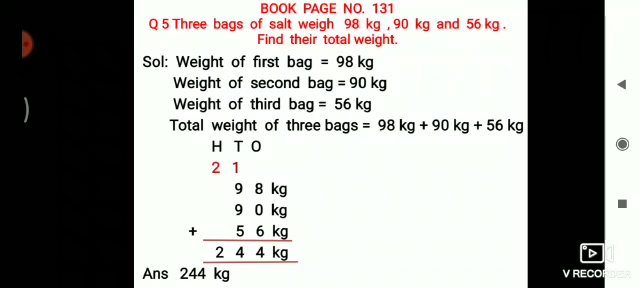 BOOK PAGE NO. 131
Q 5 Three bags of salt weigh 98 kg , 90 kg and 56 kg .
Find their total weight.
Sol: Weight of first bag = 98 kg
Weight of second bag = 90 kg
Weight of third bag = 56 kg
Total weight of three bags = 98 kg + 90 kg + 56 kg
H T O
2 1
9 8 kg
9 0 kg
+ 5 6 kg
2 4 4 kg
Ans 244 kg
V RECORDER